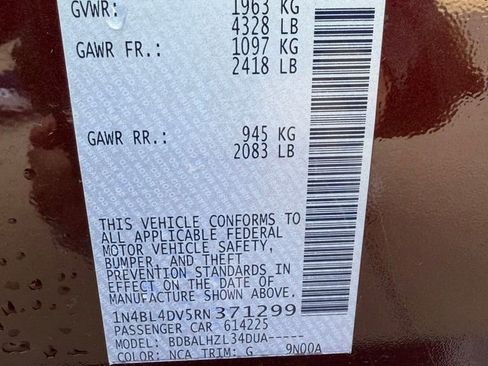 GVWR: 1963 KG
4328 LB
GAWR FR.: 1097 KG
2418 LB
GAWR RR.: 945 KG
2083 LB
THIS VEHICLE CONFORMS TO
ALL APPLICABLE FEDERAL
MOTOR VEHICLE SAFETY,
BUMPER, AND THEFT
PREVENTION STANDARDS IN
EFFECT ON THE DATE OF
MANUFACTURE SHOWN ABOVE.
1N4BL4DV5RN371299
PASSENGER CAR 614225
MODEL: BDBALHZL34DUA-----
COLOR: NCA TRIM: G 9N00A